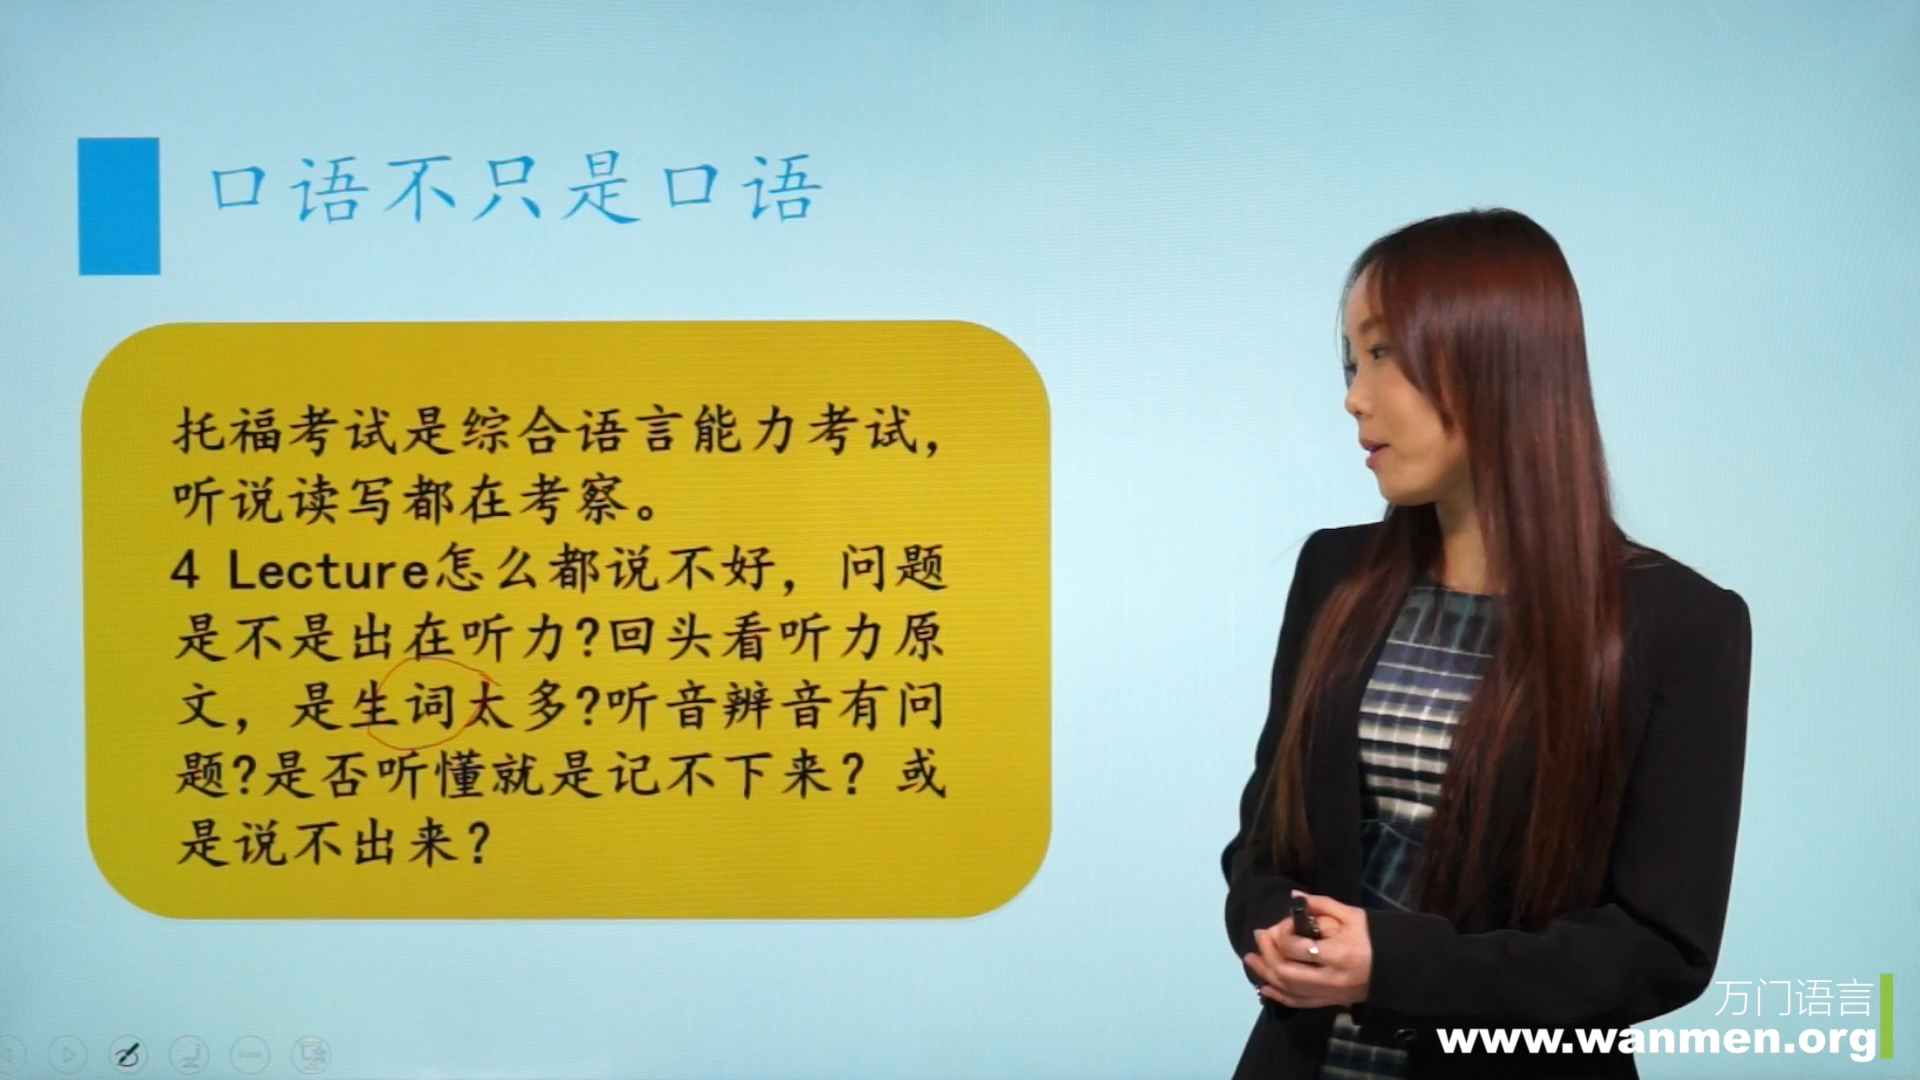 口语不只是口语
托福考试是综合语言能力考试，
听说读写都在考察。
4 Lecture怎么都说不好，问题
是不是出在听力?回头看听力原
文，是生词太多?听音辨音有问
题?是否听懂就是记不下来？或
是说不出来？
万门语言
www.wanmen.org